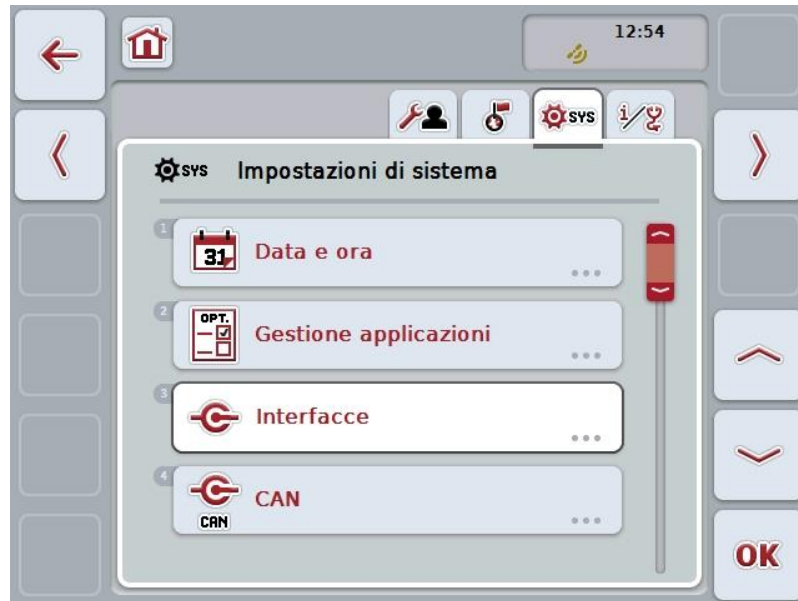 12:54
i/
SYS
SYS Impostazioni di sistema
1
31 Data e ora
2
OPT.
Gestione applicazioni
3
Interfacce
4
CAN
CAN
OK